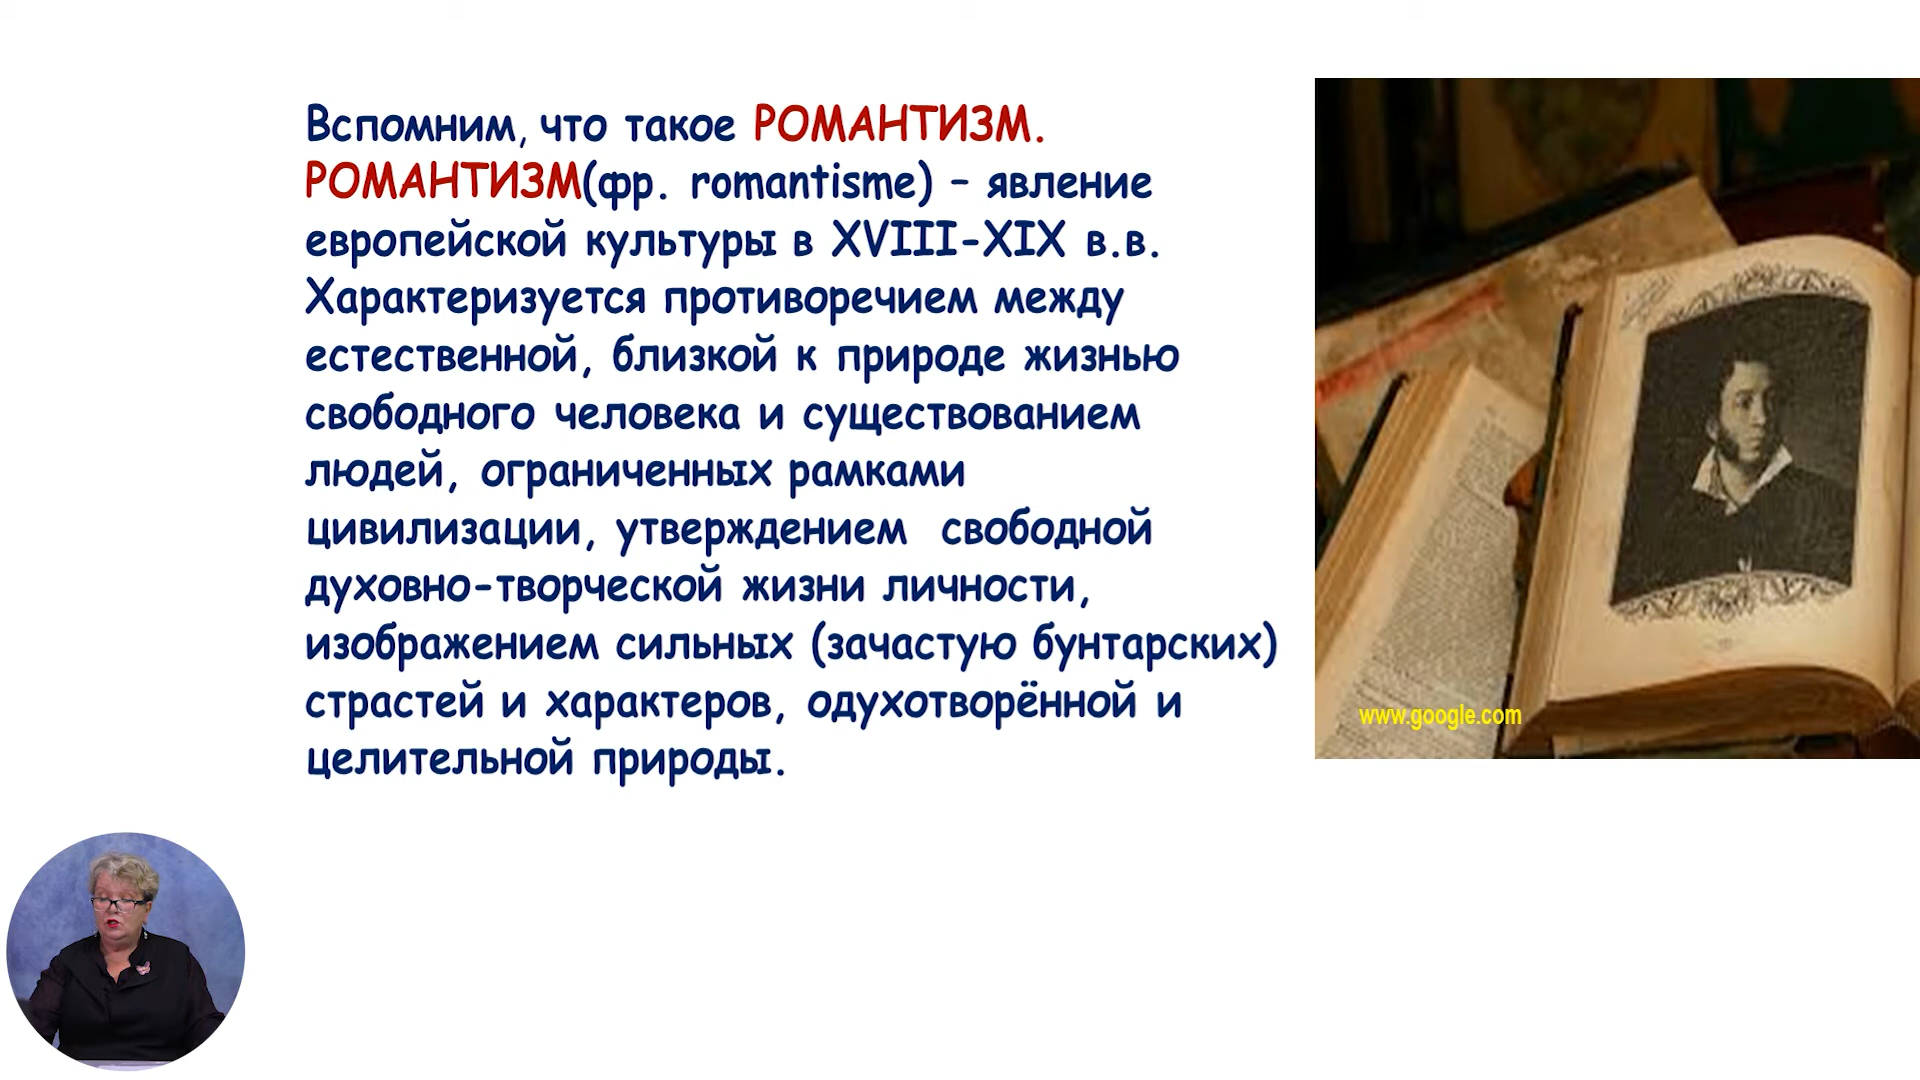 Вспомним, что такое РОМАНТИЗМ.
РОМАНТИЗМ(фр. romantisme) – явление
европейской культуры в XVIII-XIX в.в.
Характеризуется противоречием между
естественной, близкой к природе жизнью
свободного человека и существованием
людей, ограниченных рамками
цивилизации, утверждением свободной
духовно-творческой жизни личности,
изображением сильных (зачастую бунтарских)
страстей и характеров, одухотворённой и
целительной природы.
www.google.com